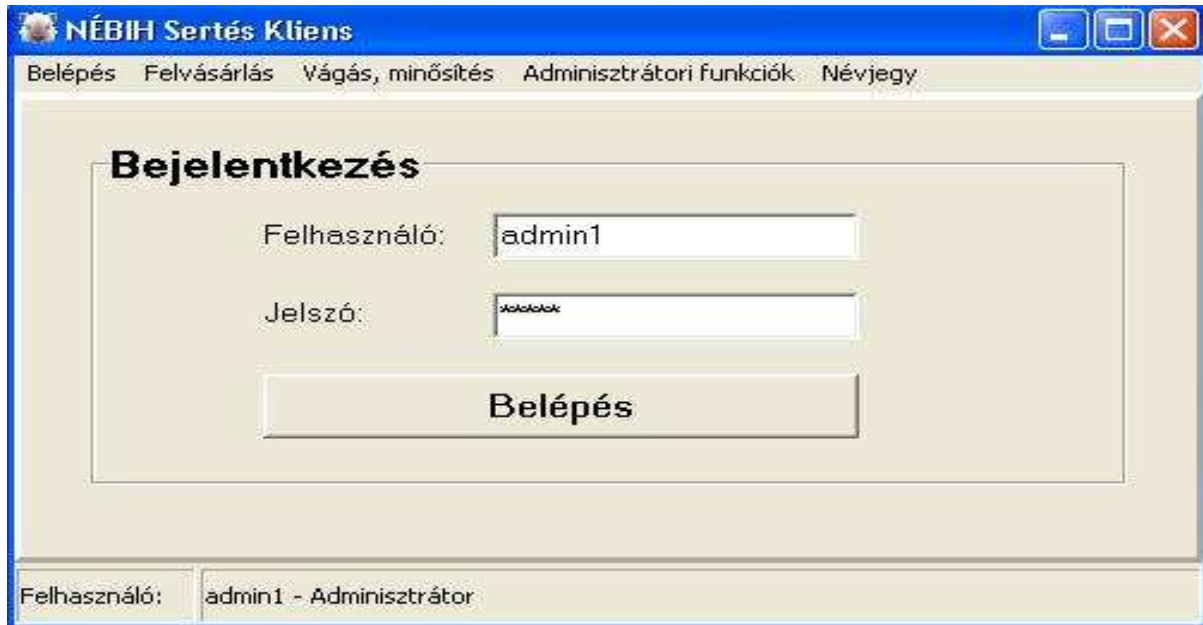 NÉBIH Sertés Kliens
Belépés Felvásárlás Vágás, minősítés Adminisztrátori funkciók Névjegy
Bejelentkezés
Felhasználó: admin1
Jelszó: ******
Belépés
Felhasználó: admin1 - Adminisztrátor